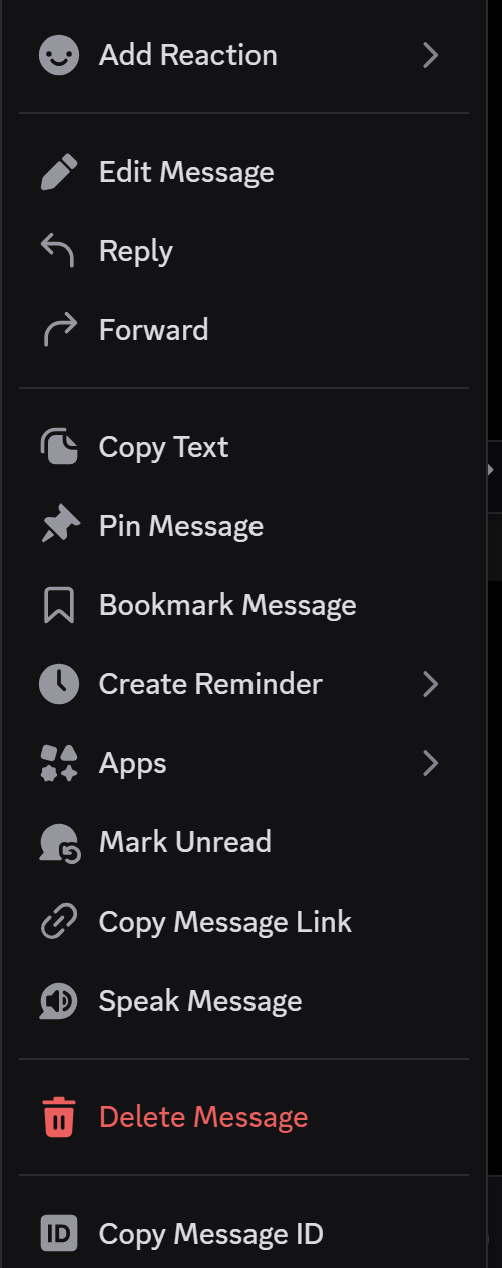 Add Reaction
Edit Message
Reply
Forward
Copy Text
Pin Message
Bookmark Message
Create Reminder
Apps
Mark Unread
Copy Message Link
Speak Message
Delete Message
ID Copy Message ID